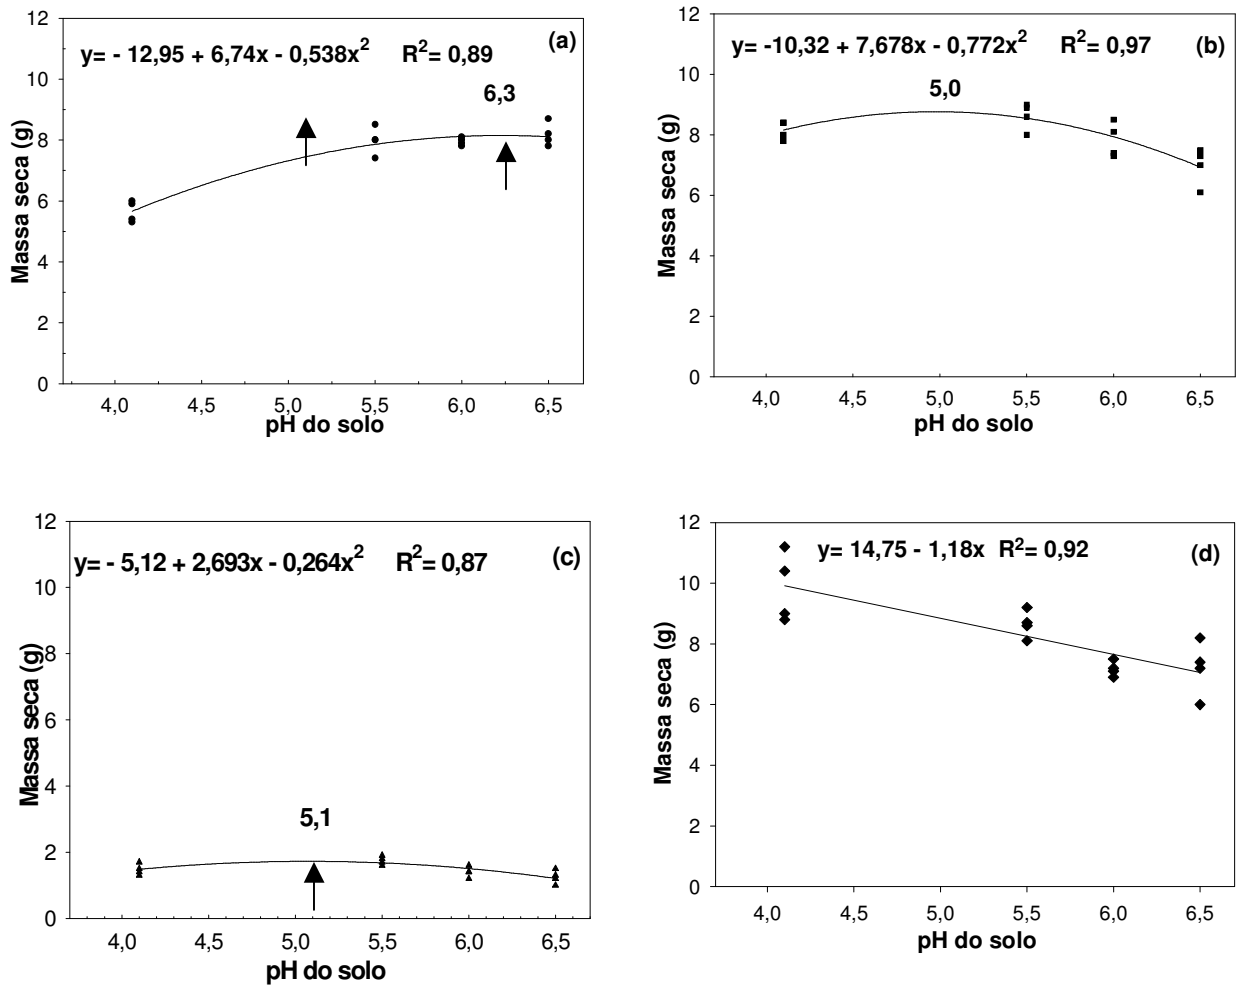 y= - 12,95 + 6,74x - 0,538x² R²= 0,89 (a)
6,3
12
10
8
6
4
2
0
Massa seca (g)
4,0 4,5 5,0 5,5 6,0 6,5
pH do solo
y= -10,32 + 7,678x - 0,772x² R²= 0,97 (b)
5,0
12
10
8
6
4
2
0
Massa seca (g)
4,0 4,5 5,0 5,5 6,0 6,5
pH do solo
y= - 5,12 + 2,693x - 0,264x² R²= 0,87 (c)
5,1
12
10
8
6
4
2
0
Massa seca (g)
4,0 4,5 5,0 5,5 6,0 6,5
pH do solo
y= 14,75 - 1,18x R²= 0,92 (d)
12
10
8
6
4
2
0
Massa seca (g)
4,0 4,5 5,0 5,5 6,0 6,5
pH do solo